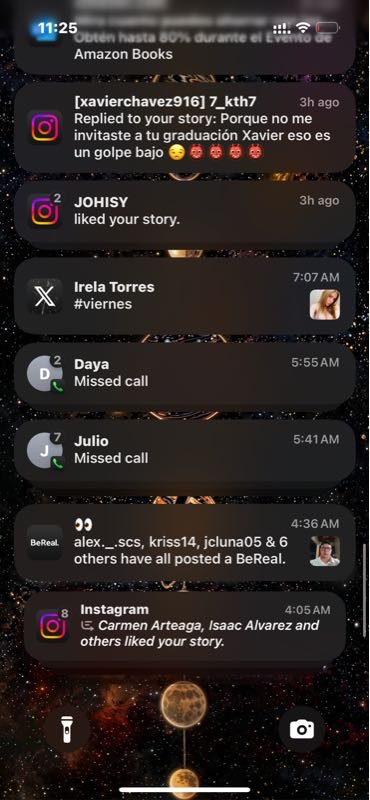 11:25
Obtén hasta 80% durante el Evento de
Amazon Books
[xavierchavez916] 7_kth7
3h ago
Replied to your story: Porque no me
invitaste a tu graduación Xavier eso es
un golpe bajo 😒👹👹👹👹
2
JOHISY
3h ago
liked your story.
Irela Torres
7:07 AM
#viernes
2
D
Daya
5:55 AM
Missed call
7
J
Julio
5:41 AM
Missed call
BeReal.
👀
4:36 AM
alex._.scs, kriss14, jcluna05 & 6
others have all posted a BeReal.
8
Instagram
4:05 AM
Carmen Arteaga, Isaac Alvarez and
others liked your story.